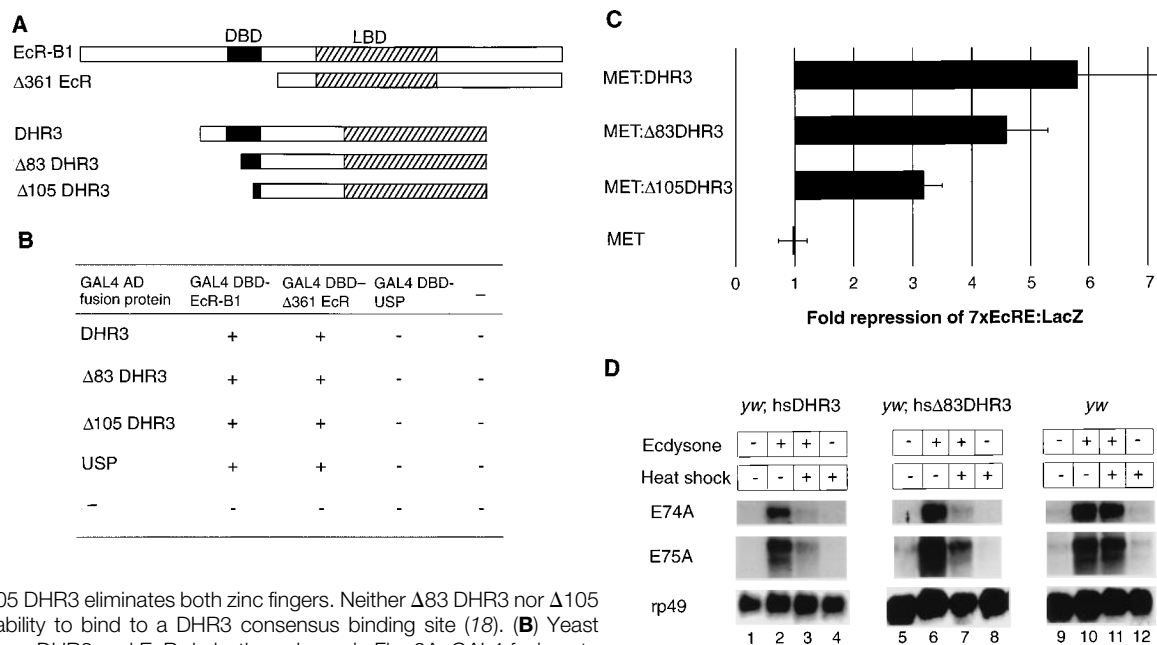 A
DBD LBD
EcR-B1
Δ361 EcR
DHR3
Δ83 DHR3
Δ105 DHR3
B
GAL4 AD fusion protein GAL4 DBD-EcR-B1 GAL4 DBD–Δ361 EcR GAL4 DBD-USP –
DHR3 + + - -
Δ83 DHR3 + + - -
Δ105 DHR3 + + - -
USP + + - -
– - - - -
05 DHR3 eliminates both zinc fingers. Neither Δ83 DHR3 nor Δ105
ability to bind to a DHR3 consensus binding site (18). (B) Yeast
C
MET:DHR3
MET:Δ83DHR3
MET:Δ105DHR3
MET
0 1 2 3 4 5 6 7
Fold repression of 7xEcRE:LacZ
D
yw; hsDHR3 yw; hsΔ83DHR3 yw
Ecdysone - + + - - + + - - + + -
Heat shock - - + + - - + + - - + +
E74A
E75A
rp49
1 2 3 4 5 6 7 8 9 10 11 12